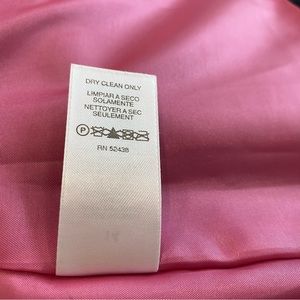 DRY CLEAN ONLY
LIMPIAR A SECO
SOLAMENTE
NETTOYER A SEC
SEULEMENT
P
RN 52438